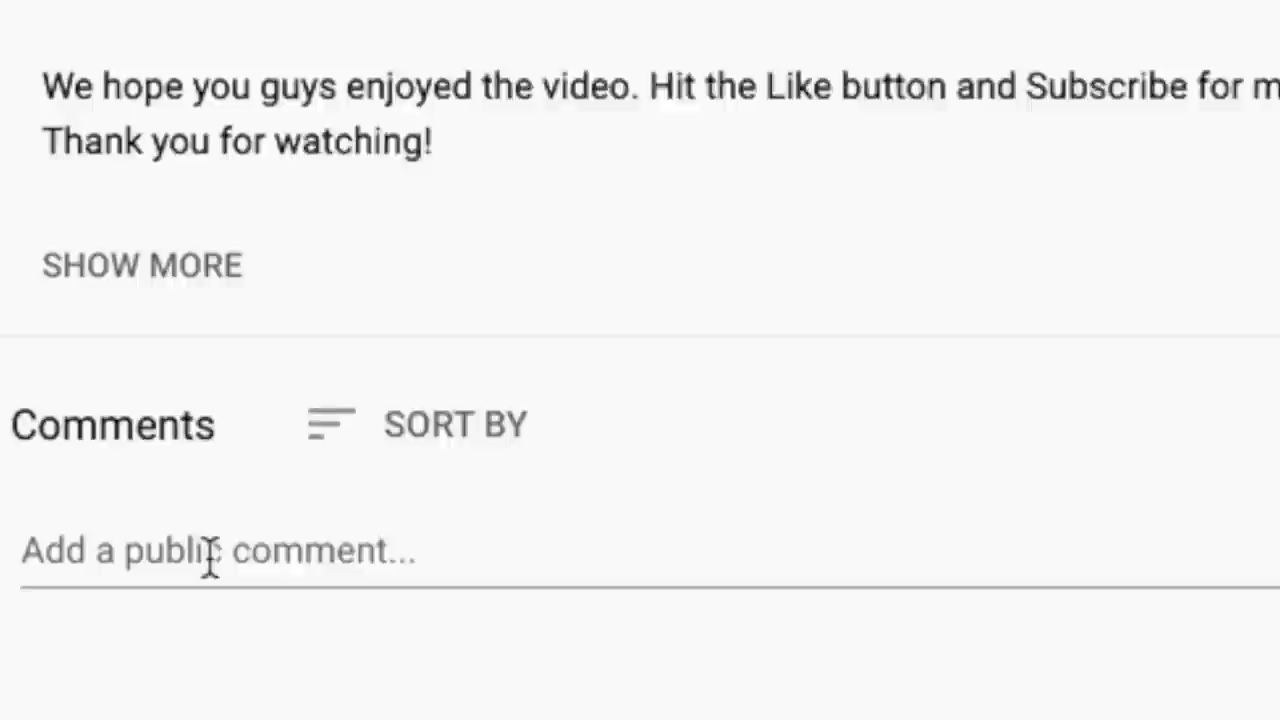 We hope you guys enjoyed the video. Hit the Like button and Subscribe for
Thank you for watching!
SHOW MORE
Comments SORT BY
Add a public comment...